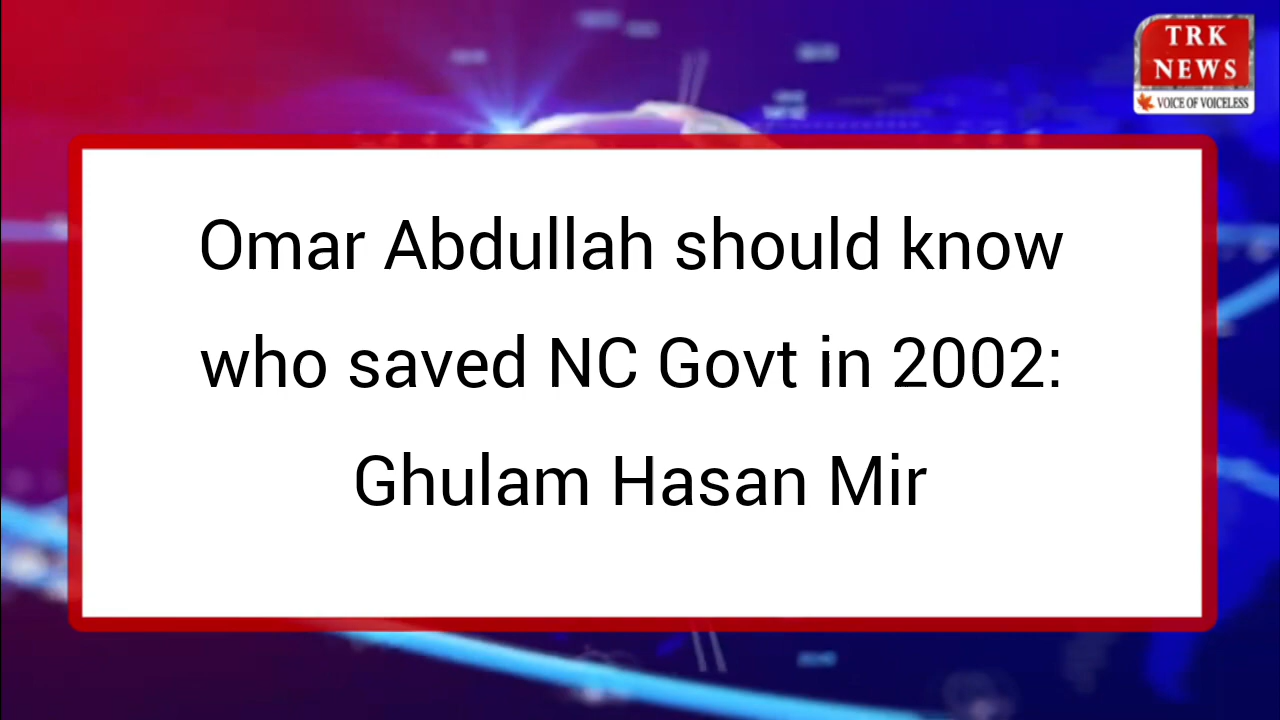 TRK
NEWS
VOICE OF VOICELESS
Omar Abdullah should know
who saved NC Govt in 2002:
Ghulam Hasan Mir